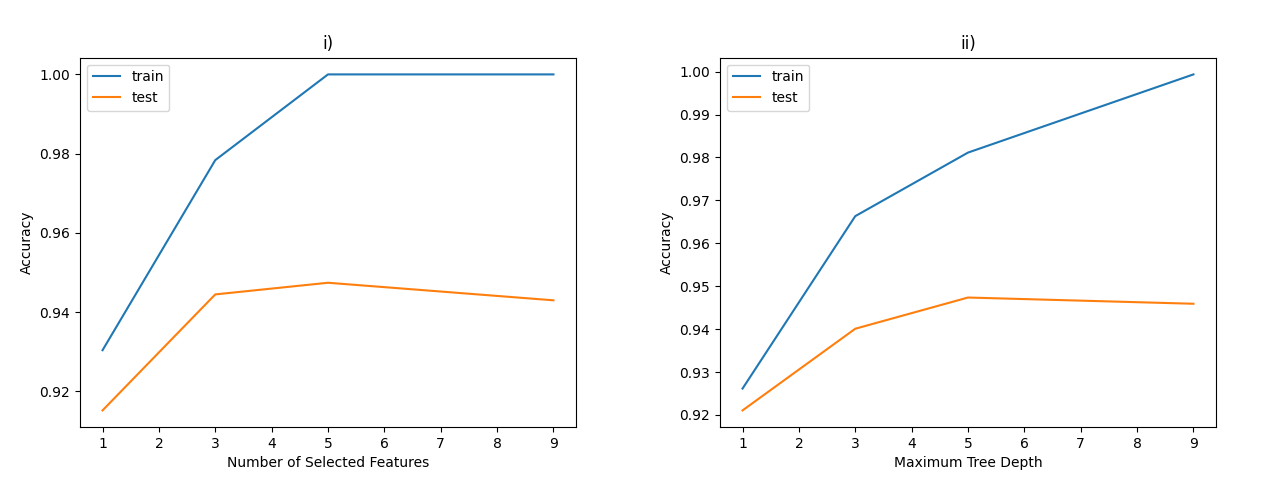 i)
train
test
1.00
0.98
0.96
0.94
0.92
Accuracy
1 2 3 4 5 6 7 8 9
Number of Selected Features
ii)
train
test
1.00
0.99
0.98
0.97
0.96
0.95
0.94
0.93
0.92
Accuracy
1 2 3 4 5 6 7 8 9
Maximum Tree Depth